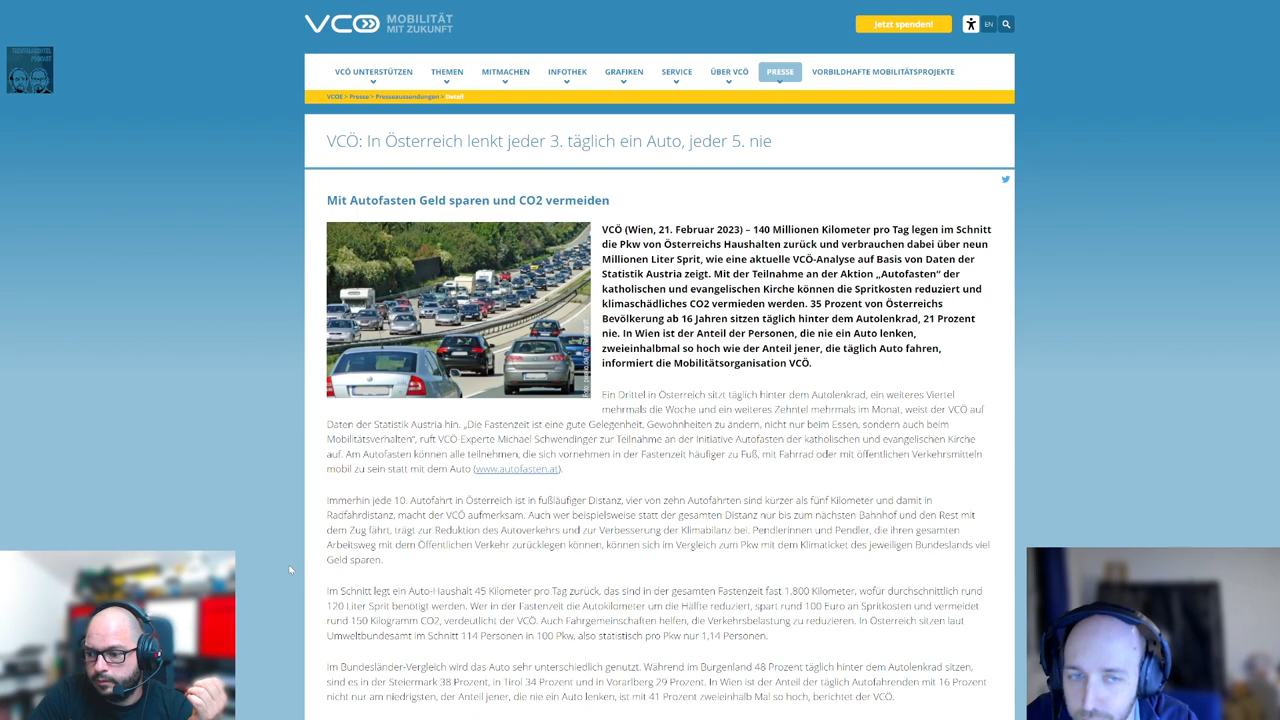 VCÖ MOBILITÄT
MIT ZUKUNFT
Jetzt spenden!
EN
PODCAST
VCÖ UNTERSTÜTZEN THEMEN MITMACHEN INFOTHEK GRAFIKEN SERVICE ÜBER VCÖ PRESSE VORBILDHAFTE MOBILITÄTSPROJEKTE
VCOE > Presse > Presseaussendungen > Detail
VCÖ: In Österreich lenkt jeder 3. täglich ein Auto, jeder 5. nie
Mit Autofasten Geld sparen und CO2 vermeiden
VCÖ (Wien, 21. Februar 2023) – 140 Millionen Kilometer pro Tag legen im Schnitt
die Pkw von Österreichs Haushalten zurück und verbrauchen dabei über neun
Millionen Liter Sprit, wie eine aktuelle VCÖ-Analyse auf Basis von Daten der
Statistik Austria zeigt. Mit der Teilnahme an der Aktion „Autofasten“ der
katholischen und evangelischen Kirche können die Spritkosten reduziert und
klimaschädliches CO2 vermieden werden. 35 Prozent von Österreichs
Bevölkerung ab 16 Jahren sitzen täglich hinter dem Autolenkrad, 21 Prozent
nie. In Wien ist der Anteil der Personen, die nie ein Auto lenken,
zweieinhalbmal so hoch wie der Anteil jener, die täglich Auto fahren,
informiert die Mobilitätsorganisation VCÖ.
Ein Drittel in Österreich sitzt täglich hinter dem Autolenkrad, ein weiteres Viertel
mehrmals die Woche und ein weiteres Zehntel mehrmals im Monat, weist der VCÖ auf
Daten der Statistik Austria hin. „Die Fastenzeit ist eine gute Gelegenheit, Gewohnheiten zu ändern, nicht nur beim Essen, sondern auch beim
Mobilitätsverhalten“, ruft VCÖ-Experte Michael Schwendinger zur Teilnahme an der Initiative Autofasten der katholischen und evangelischen Kirche
auf. Am Autofasten können alle teilnehmen, die sich vornehmen in der Fastenzeit häufiger zu Fuß, mit Fahrrad oder mit öffentlichen Verkehrsmitteln
mobil zu sein statt mit dem Auto (www.autofasten.at).
Immerhin jede 10. Autofahrt in Österreich ist in fußläufiger Distanz, vier von zehn Autofahrten sind kürzer als fünf Kilometer und damit in
Radfahrdistanz, macht der VCÖ aufmerksam. Auch wer beispielsweise statt der gesamten Distanz nur bis zum nächsten Bahnhof und den Rest mit
dem Zug fährt, trägt zur Reduktion des Autoverkehrs und zur Verbesserung der Klimabilanz bei. Pendlerinnen und Pendler, die ihren gesamten
Arbeitsweg mit dem Öffentlichen Verkehr zurücklegen können, können sich im Vergleich zum Pkw mit dem Klimaticket des jeweiligen Bundeslands viel
Geld sparen.
Im Schnitt legt ein Auto-Haushalt 45 Kilometer pro Tag zurück, das sind in der gesamten Fastenzeit fast 1.800 Kilometer, wofür durchschnittlich rund
120 Liter Sprit benötigt werden. Wer in der Fastenzeit die Autokilometer um die Hälfte reduziert, spart rund 100 Euro an Spritkosten und vermeidet
rund 150 Kilogramm CO2, verdeutlicht der VCÖ. Auch Fahrgemeinschaften helfen, die Verkehrsbelastung zu reduzieren. In Österreich sitzen laut
Umweltbundesamt im Schnitt 114 Personen in 100 Pkw, also statistisch pro Pkw nur 1,14 Personen.
Im Bundesländer-Vergleich wird das Auto sehr unterschiedlich genutzt. Während im Burgenland 48 Prozent täglich hinter dem Autolenkrad sitzen,
sind es in der Steiermark 38 Prozent, in Tirol 34 Prozent und in Vorarlberg 29 Prozent. In Wien ist der Anteil der täglich Autofahrenden mit 16 Prozent
nicht nur am niedrigsten, der Anteil jener, die nie ein Auto lenken, ist mit 41 Prozent zweieinhalb Mal so hoch, berichtet der VCÖ.